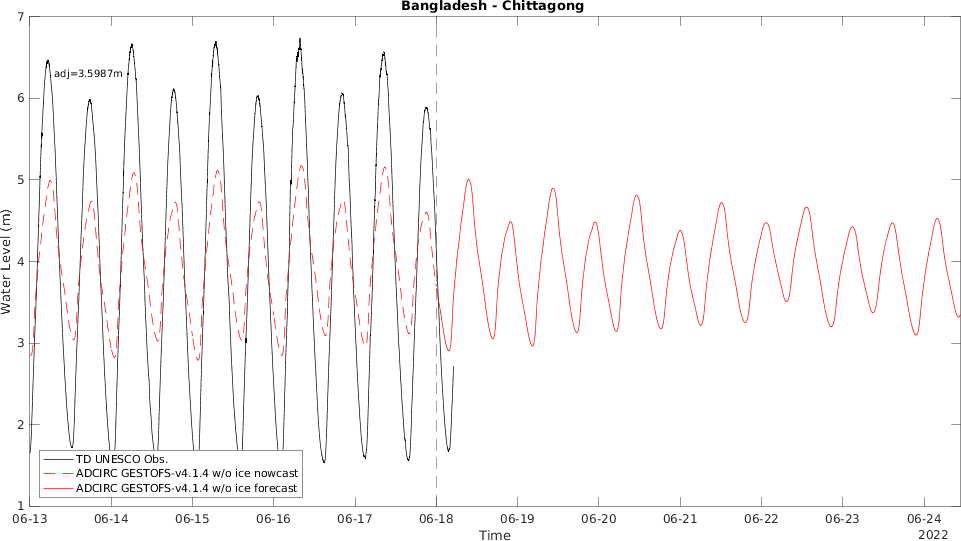 Bangladesh - Chittagong
adj=3.5987m
7
6
5
4
3
2
1
Water Level (m)
TD UNESCO Obs.
ADCIRC GESTOFS-v4.1.4 w/o ice nowcast
ADCIRC GESTOFS-v4.1.4 w/o ice forecast
06-13 06-14 06-15 06-16 06-17 06-18 06-19 06-20 06-21 06-22 06-23 06-24
Time
2022